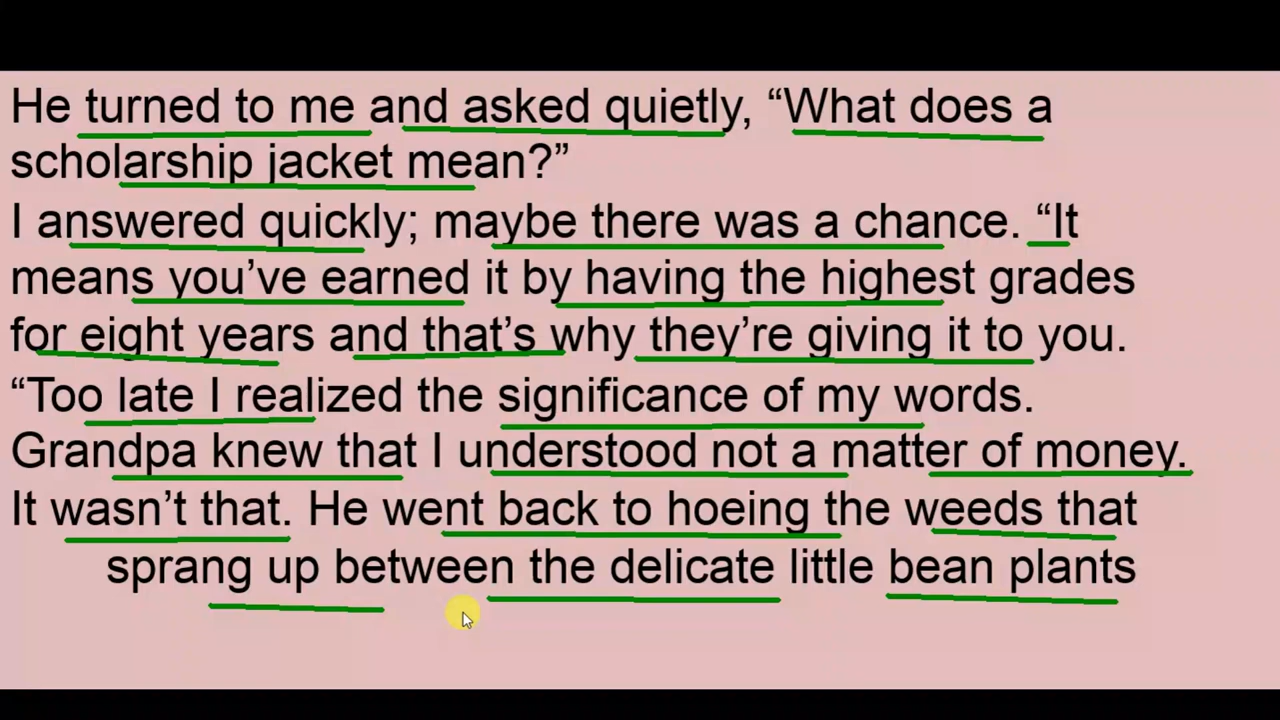 He turned to me and asked quietly, “What does a
scholarship jacket mean?”
I answered quickly; maybe there was a chance. “It
means you’ve earned it by having the highest grades
for eight years and that’s why they’re giving it to you.
“Too late I realized the significance of my words.
Grandpa knew that I understood not a matter of money.
It wasn’t that. He went back to hoeing the weeds that
sprang up between the delicate little bean plants